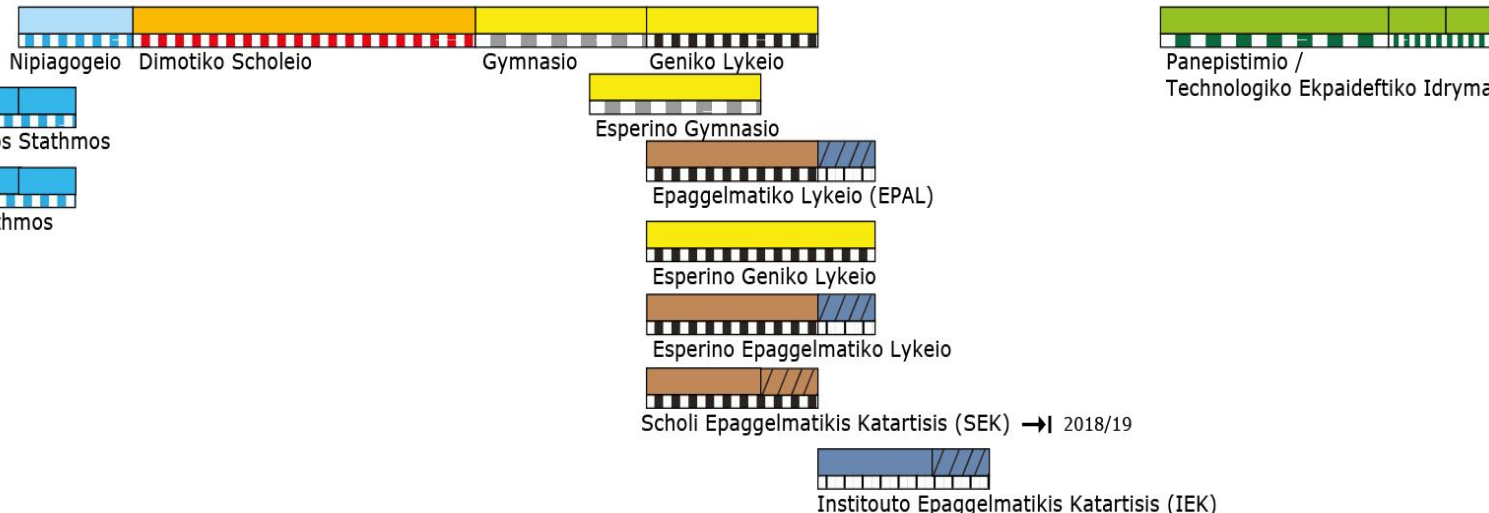 Nipiagogeio Dimotiko Scholeio Gymnasio Geniko Lykeio
Panepistimio /
Technologiko Ekpaideftiko Idryma
Esperino Gymnasio
Stathmos
Epaggelmatiko Lykeio (EPAL)
Esperino Geniko Lykeio
Esperino Epaggelmatiko Lykeio
Scholi Epaggelmatikis Katartisis (SEK) 2018/19
Institouto Epaggelmatikis Katartisis (IEK)